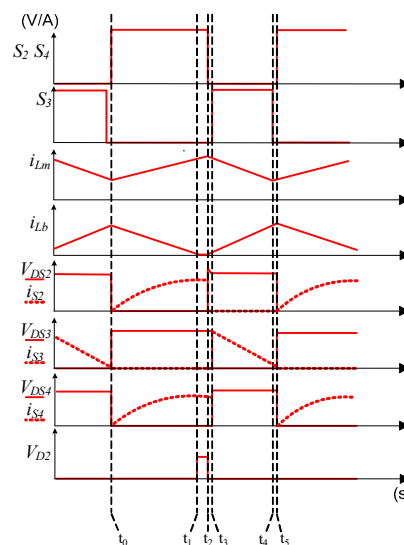 (V/A)
S2 S4
S3
iLm
iLb
VDS2
iS2
VDS3
iS3
VDS4
iS4
VD2
(s
t0 t1 t2 t3 t4 t5